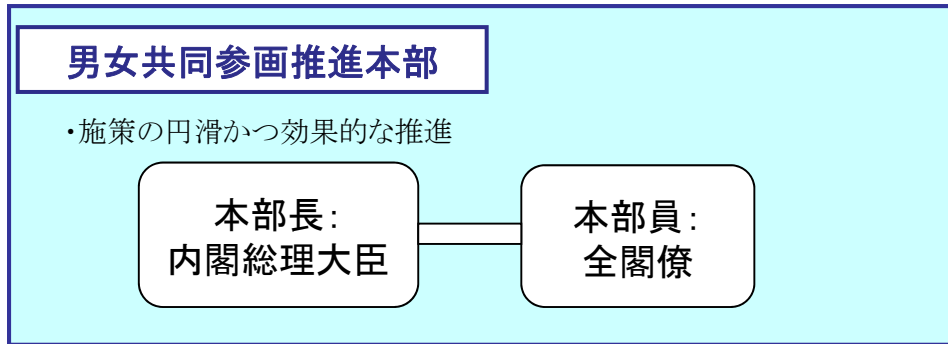 男女共同参画推進本部
・施策の円滑かつ効果的な推進
本部長：
内閣総理大臣
本部員：
全閣僚